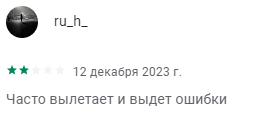 ru_h_
12 декабря 2023 г.
Часто вылетает и выдет ошибки